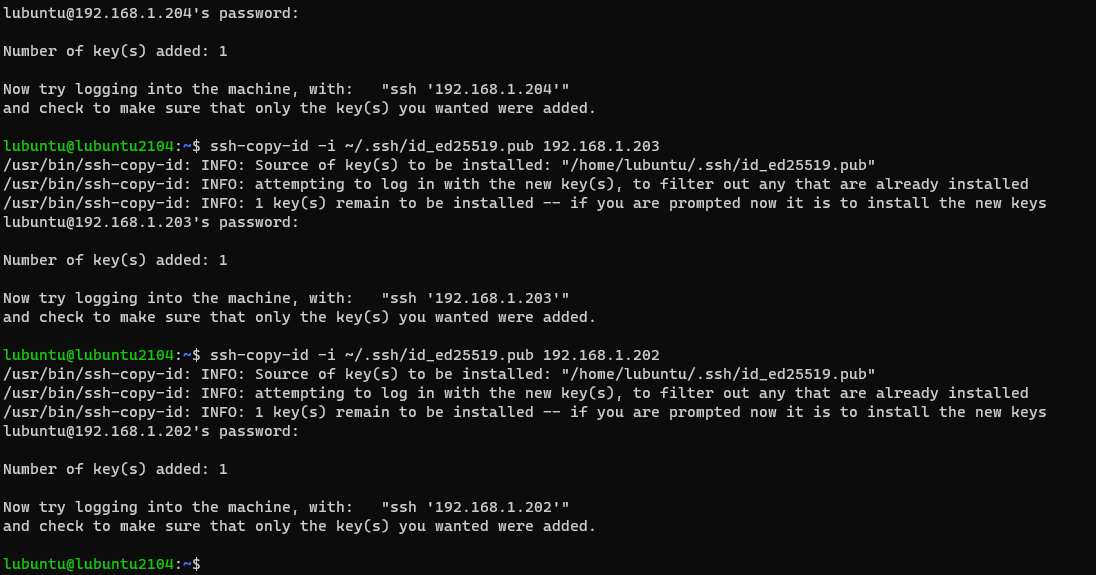 lubuntu@192.168.1.204's password:
Number of key(s) added: 1
Now try logging into the machine, with:   "ssh '192.168.1.204'"
and check to make sure that only the key(s) you wanted were added.
lubuntu@lubuntu2104:~$ ssh-copy-id -i ~/.ssh/id_ed25519.pub 192.168.1.203
/usr/bin/ssh-copy-id: INFO: Source of key(s) to be installed: "/home/lubuntu/.ssh/id_ed25519.pub"
/usr/bin/ssh-copy-id: INFO: attempting to log in with the new key(s), to filter out any that are already installed
/usr/bin/ssh-copy-id: INFO: 1 key(s) remain to be installed -- if you are prompted now it is to install the new keys
lubuntu@192.168.1.203's password:
Number of key(s) added: 1
Now try logging into the machine, with:   "ssh '192.168.1.203'"
and check to make sure that only the key(s) you wanted were added.
lubuntu@lubuntu2104:~$ ssh-copy-id -i ~/.ssh/id_ed25519.pub 192.168.1.202
/usr/bin/ssh-copy-id: INFO: Source of key(s) to be installed: "/home/lubuntu/.ssh/id_ed25519.pub"
/usr/bin/ssh-copy-id: INFO: attempting to log in with the new key(s), to filter out any that are already installed
/usr/bin/ssh-copy-id: INFO: 1 key(s) remain to be installed -- if you are prompted now it is to install the new keys
lubuntu@192.168.1.202's password:
Number of key(s) added: 1
Now try logging into the machine, with:   "ssh '192.168.1.202'"
and check to make sure that only the key(s) you wanted were added.
lubuntu@lubuntu2104:~$